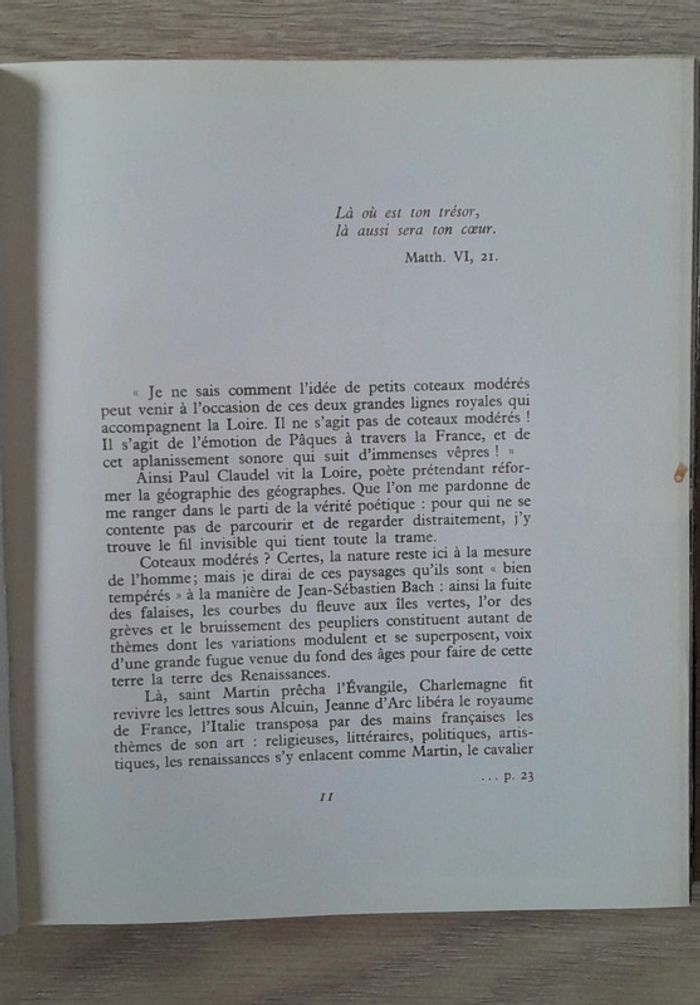 Là où est ton trésor,
là aussi sera ton cœur.
Matth. VI, 21.
« Je ne sais comment l'idée de petits coteaux modérés
peut venir à l'occasion de ces deux grandes lignes royales qui
accompagnent la Loire. Il ne s'agit pas de coteaux modérés !
Il s'agit de l'émotion de Pâques à travers la France, et de
cet aplanissement sonore qui suit d'immenses vêpres ! »
Ainsi Paul Claudel vit la Loire, poète prétendant réfor-
mer la géographie des géographes. Que l'on me pardonne de
me ranger dans le parti de la vérité poétique : pour qui ne se
contente pas de parcourir et de regarder distraitement, j'y
trouve le fil invisible qui tient toute la trame.
Coteaux modérés ? Certes, la nature reste ici à la mesure
de l'homme; mais je dirai de ces paysages qu'ils sont « bien
tempérés » à la manière de Jean-Sébastien Bach : ainsi la fuite
des falaises, les courbes du fleuve aux îles vertes, l'or des
grèves et le bruissement des peupliers constituent autant de
thèmes dont les variations modulent et se superposent, voix
d'une grande fugue venue du fond des âges pour faire de cette
terre la terre des Renaissances.
Là, saint Martin prêcha l'Évangile, Charlemagne fit
revivre les lettres sous Alcuin, Jeanne d'Arc libéra le royaume
de France, l'Italie transposa par des mains françaises les
thèmes de son art : religieuses, littéraires, politiques, artis-
tiques, les renaissances s'y enlacent comme Martin, le cavalier
... p. 23
11